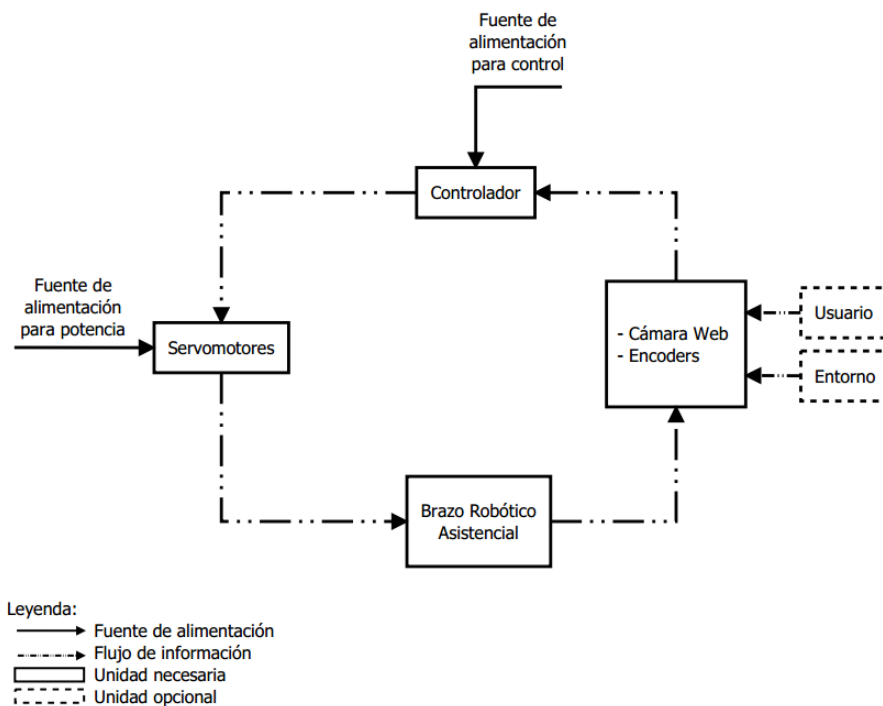 Fuente de
alimentación
para control
Controlador
Fuente de
alimentación
para potencia
Servomotores
- Cámara Web
- Encoders
Usuario
Entorno
Brazo Robótico
Asistencial
Leyenda:
Fuente de alimentación
Flujo de información
Unidad necesaria
Unidad opcional